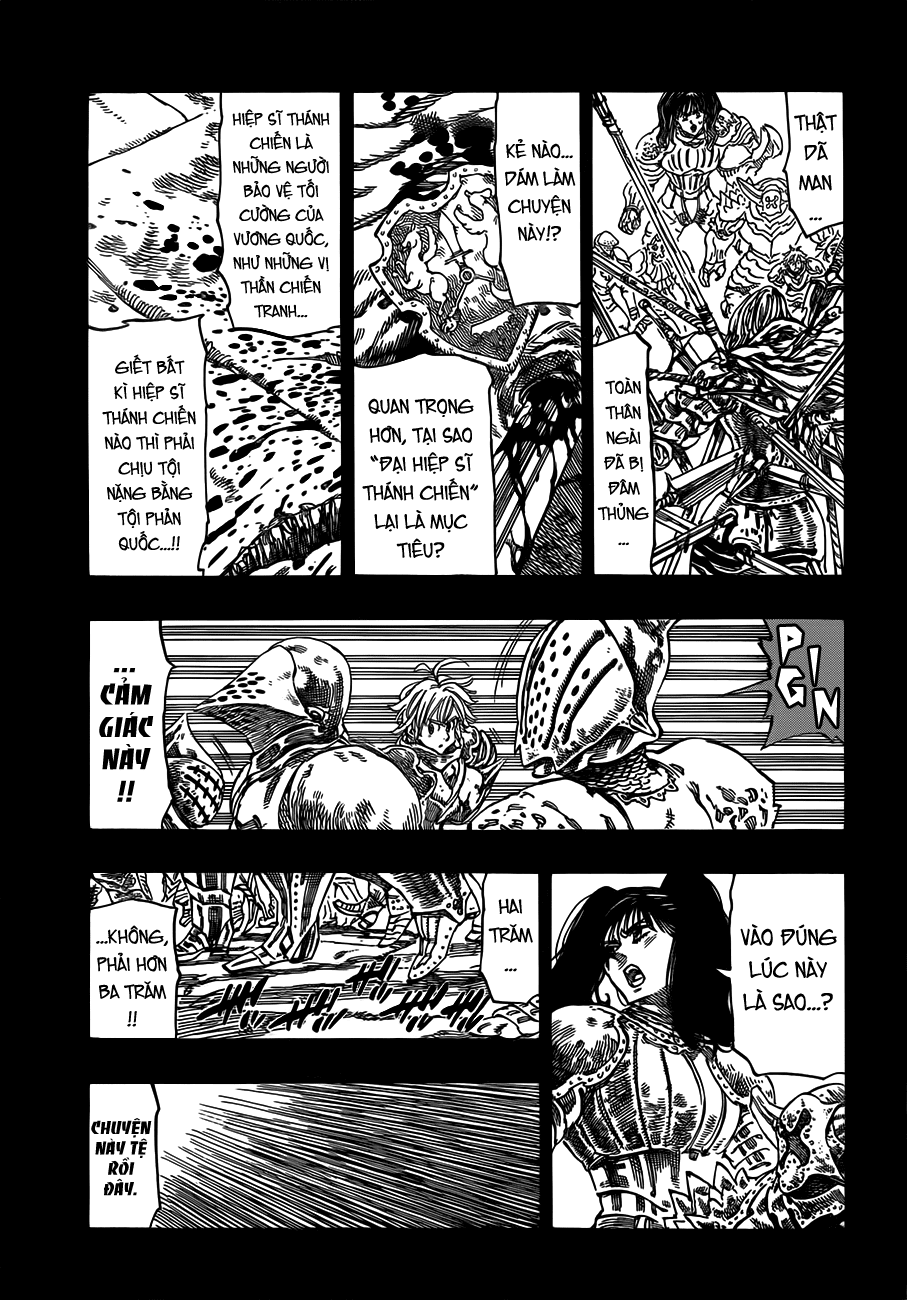 THẬT
DÃ
MAN
...
TOÀN
THÂN
NGÀI
ĐÃ BỊ
ĐÂM
THỦNG
...
KẺ NÀO...
DÁM LÀM
CHUYỆN
NÀY!?
QUAN TRỌNG
HƠN, TẠI SAO
"ĐẠI HIỆP SĨ
THÁNH CHIẾN"
LẠI LÀ MỤC
TIÊU?
HIỆP SĨ THÁNH
CHIẾN LÀ
NHỮNG NGƯỜI
BẢO VỆ TỐI
CƯỜNG CỦA
VƯƠNG QUỐC,
NHƯ NHỮNG VỊ
THẦN CHIẾN
TRANH...
GIẾT BẤT
KÌ HIỆP SĨ
THÁNH CHIẾN
NÀO THÌ PHẢI
CHỊU TỘI
NẶNG BẰNG
TỘI PHẢN
QUỐC...!!
PING
...
CẢM
GIÁC
NÀY
!!
VÀO ĐÚNG
LÚC NÀY
LÀ SAO...?
HAI
TRĂM
...
...KHÔNG,
PHẢI HƠN
BA TRĂM
!!
CHUYỆN
NÀY TỆ
RỒI
ĐÂY.